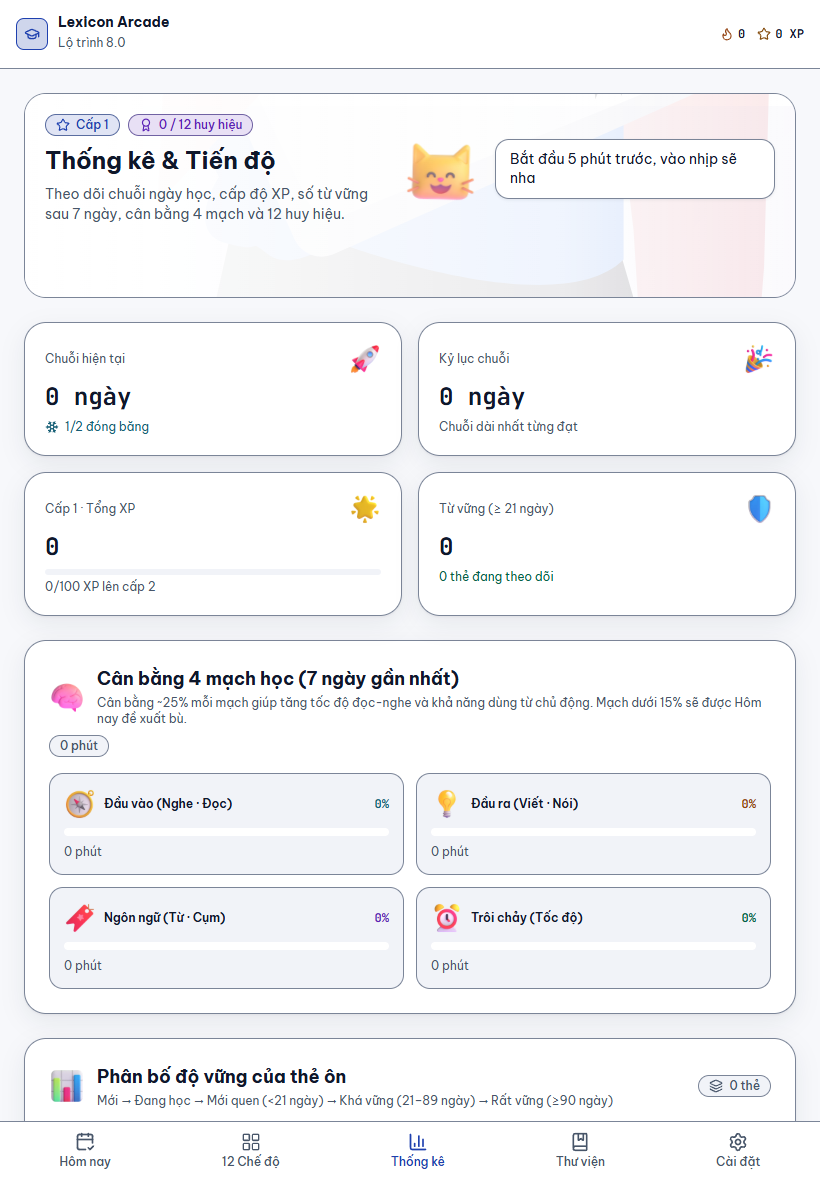 Lexicon Arcade
Lộ trình 8.0
0
0 XP
Cấp 1
0 / 12 huy hiệu
Thống kê & Tiến độ
Theo dõi chuỗi ngày học, cấp độ XP, số từ vững
sau 7 ngày, cân bằng 4 mạch và 12 huy hiệu.
Bắt đầu 5 phút trước, vào nhịp sẽ
nha
Chuỗi hiện tại
0 ngày
1/2 đóng băng
Kỷ lục chuỗi
0 ngày
Chuỗi dài nhất từng đạt
Cấp 1 · Tổng XP
0
0/100 XP lên cấp 2
Từ vững (≥ 21 ngày)
0
0 thẻ đang theo dõi
Cân bằng 4 mạch học (7 ngày gần nhất)
Cân bằng ~25% mỗi mạch giúp tăng tốc độ đọc-nghe và khả năng dùng từ chủ động. Mạch dưới 15% sẽ được Hôm
nay đề xuất bù.
0 phút
Đầu vào (Nghe · Đọc)
0%
0 phút
Đầu ra (Viết · Nói)
0%
0 phút
Ngôn ngữ (Từ · Cụm)
0%
0 phút
Trôi chảy (Tốc độ)
0%
0 phút
Phân bố độ vững của thẻ ôn
Mới → Đang học → Mới quen (<21 ngày) → Khá vững (21–89 ngày) → Rất vững (≥90 ngày)
0 thẻ
Hôm nay
12 Chế độ
Thống kê
Thư viện
Cài đặt